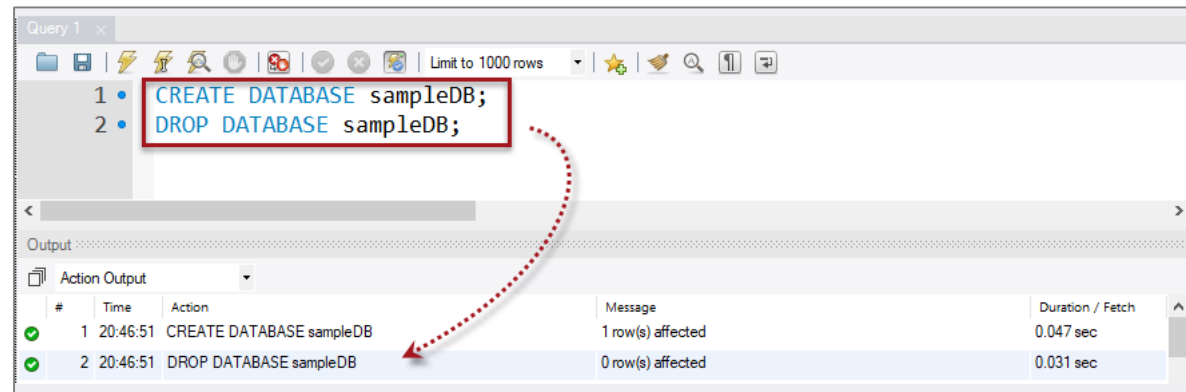 Query 1
Limit to 1000 rows
1 CREATE DATABASE sampleDB;
2 DROP DATABASE sampleDB;
Output
Action Output
# Time Action Message Duration / Fetch
1 20:46:51 CREATE DATABASE sampleDB 1 row(s) affected 0.047 sec
2 20:46:51 DROP DATABASE sampleDB 0 row(s) affected 0.031 sec